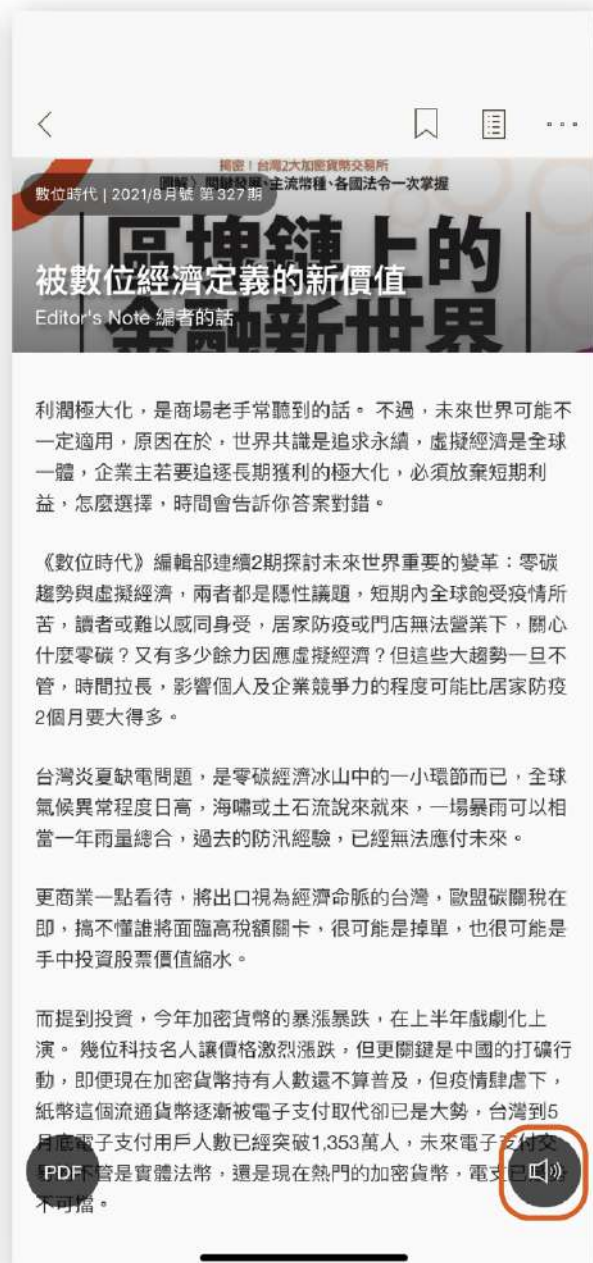 揭密！台灣2大加密貨幣交易所
主流幣種、各國法令一次掌握
數位時代 | 2021/8月號 第327期
區塊鏈上的
被數位經濟定義的新價值
Editor's Note 編者的話
金融新世界
利潤極大化，是商場老手常聽到的話。 不過，未來世界可能不
一定適用，原因在於，世界共識是追求永續，虛擬經濟是全球
一體，企業主若要追逐長期獲利的極大化，必須放棄短期利
益，怎麼選擇，時間會告訴你答案對錯。
《數位時代》編輯部連續2期探討未來世界重要的變革：零碳
趨勢與虛擬經濟，兩者都是隱性議題，短期內全球飽受疫情所
苦，讀者或難以感同身受，居家防疫或門店無法營業下，關心
什麼零碳？又有多少餘力因應虛擬經濟？但這些大趨勢一旦不
管，時間拉長，影響個人及企業競爭力的程度可能比居家防疫
2個月要大得多。
台灣炎夏缺電問題，是零碳經濟冰山中的一小環節而已，全球
氣候異常程度日高，海嘯或土石流說來就來，一場暴雨可以相
當一年雨量總合，過去的防汛經驗，已經無法應付未來。
更商業一點看待，將出口視為經濟命脈的台灣，歐盟碳關稅在
即，搞不懂誰將面臨高稅額關卡，很可能是掉單，也很可能是
手中投資股票價值縮水。
而提到投資，今年加密貨幣的暴漲暴跌，在上半年戲劇化上
演。 幾位科技名人讓價格激烈漲跌，但更關鍵是中國的打礦行
動，即便現在加密貨幣持有人數還不算普及，但疫情肆虐下，
紙幣這個流通貨幣逐漸被電子支付取代卻已是大勢，台灣到5
月底電子支付用戶人數已經突破1,353萬人，未來電子支付交
不管是實體法幣，還是現在熱門的加密貨幣，電支已
不可擋。
PDF